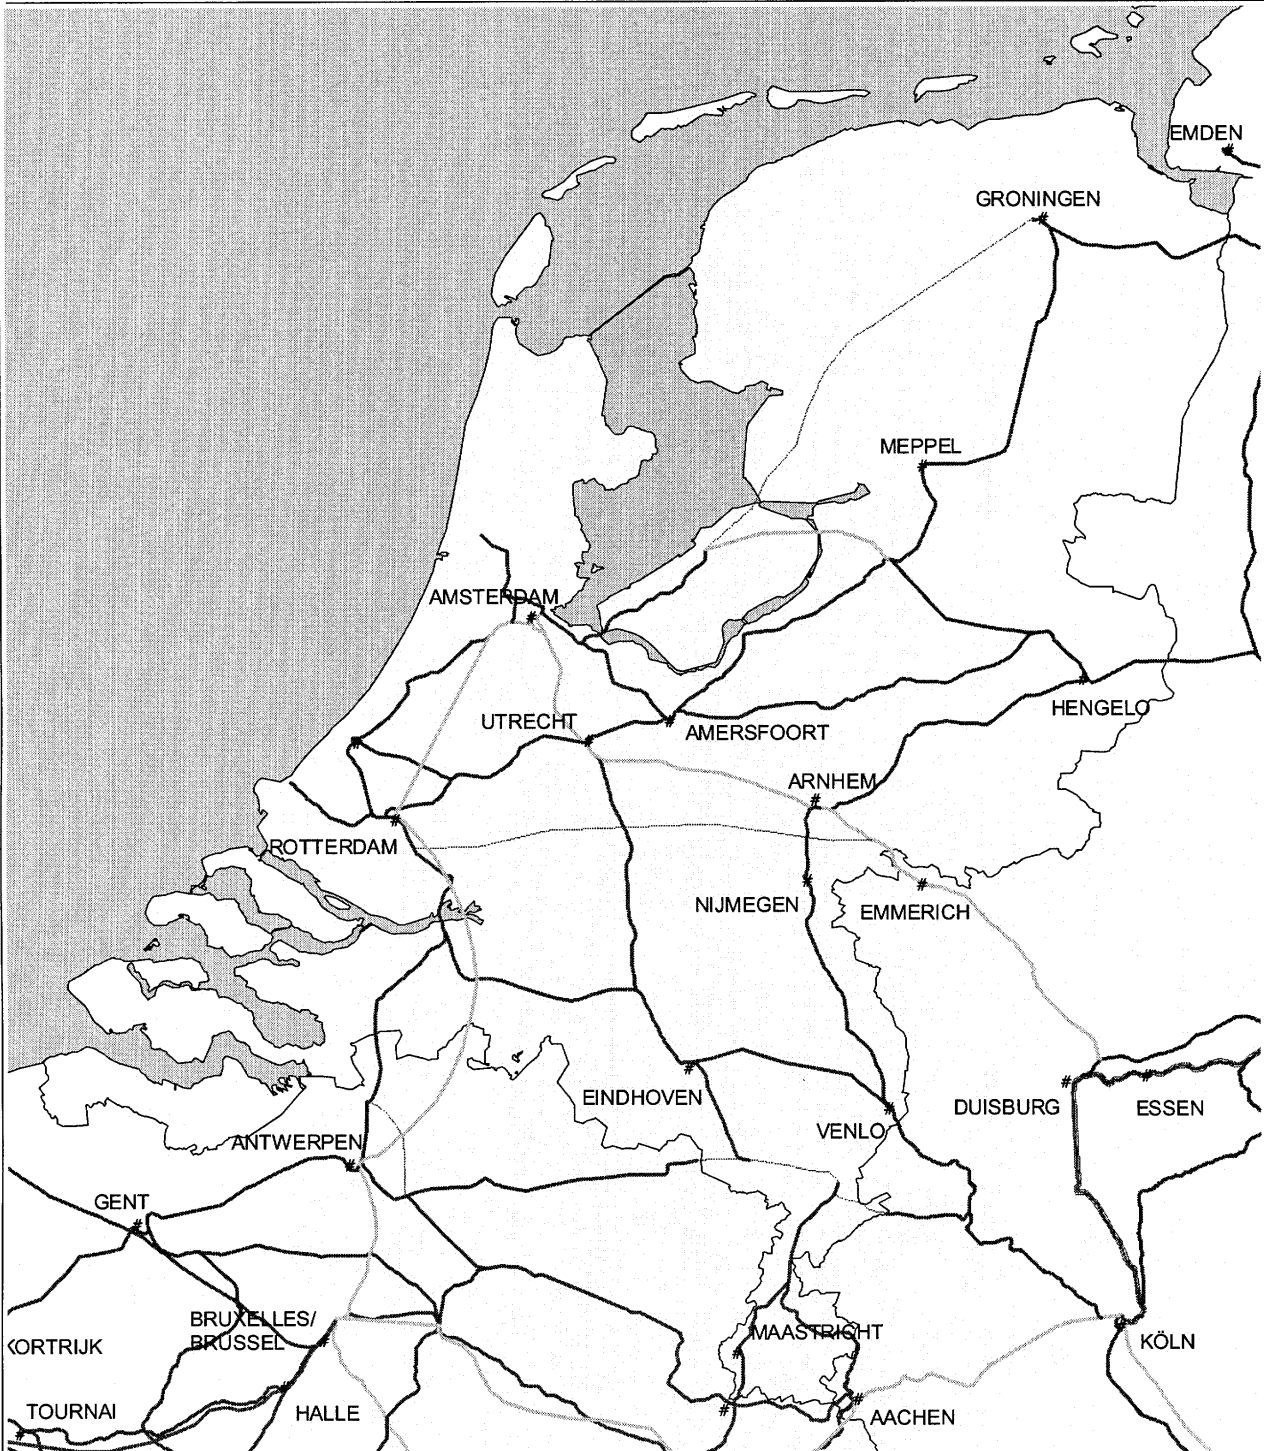 EMDEN
GRONINGEN
MEPPEL
AMSTERDAM
HENGELO
UTRECHT
AMERSFOORT
ARNHEM
ROTTERDAM
NIJMEGEN
EMMERICH
EINDHOVEN
DUISBURG
ESSEN
VENLO
ANTWERPEN
GENT
BRUXELLES/
BRUSSEL
MAASTRICHT
KORTRIJK
KÖLN
TOURNAI
HALLE
AACHEN